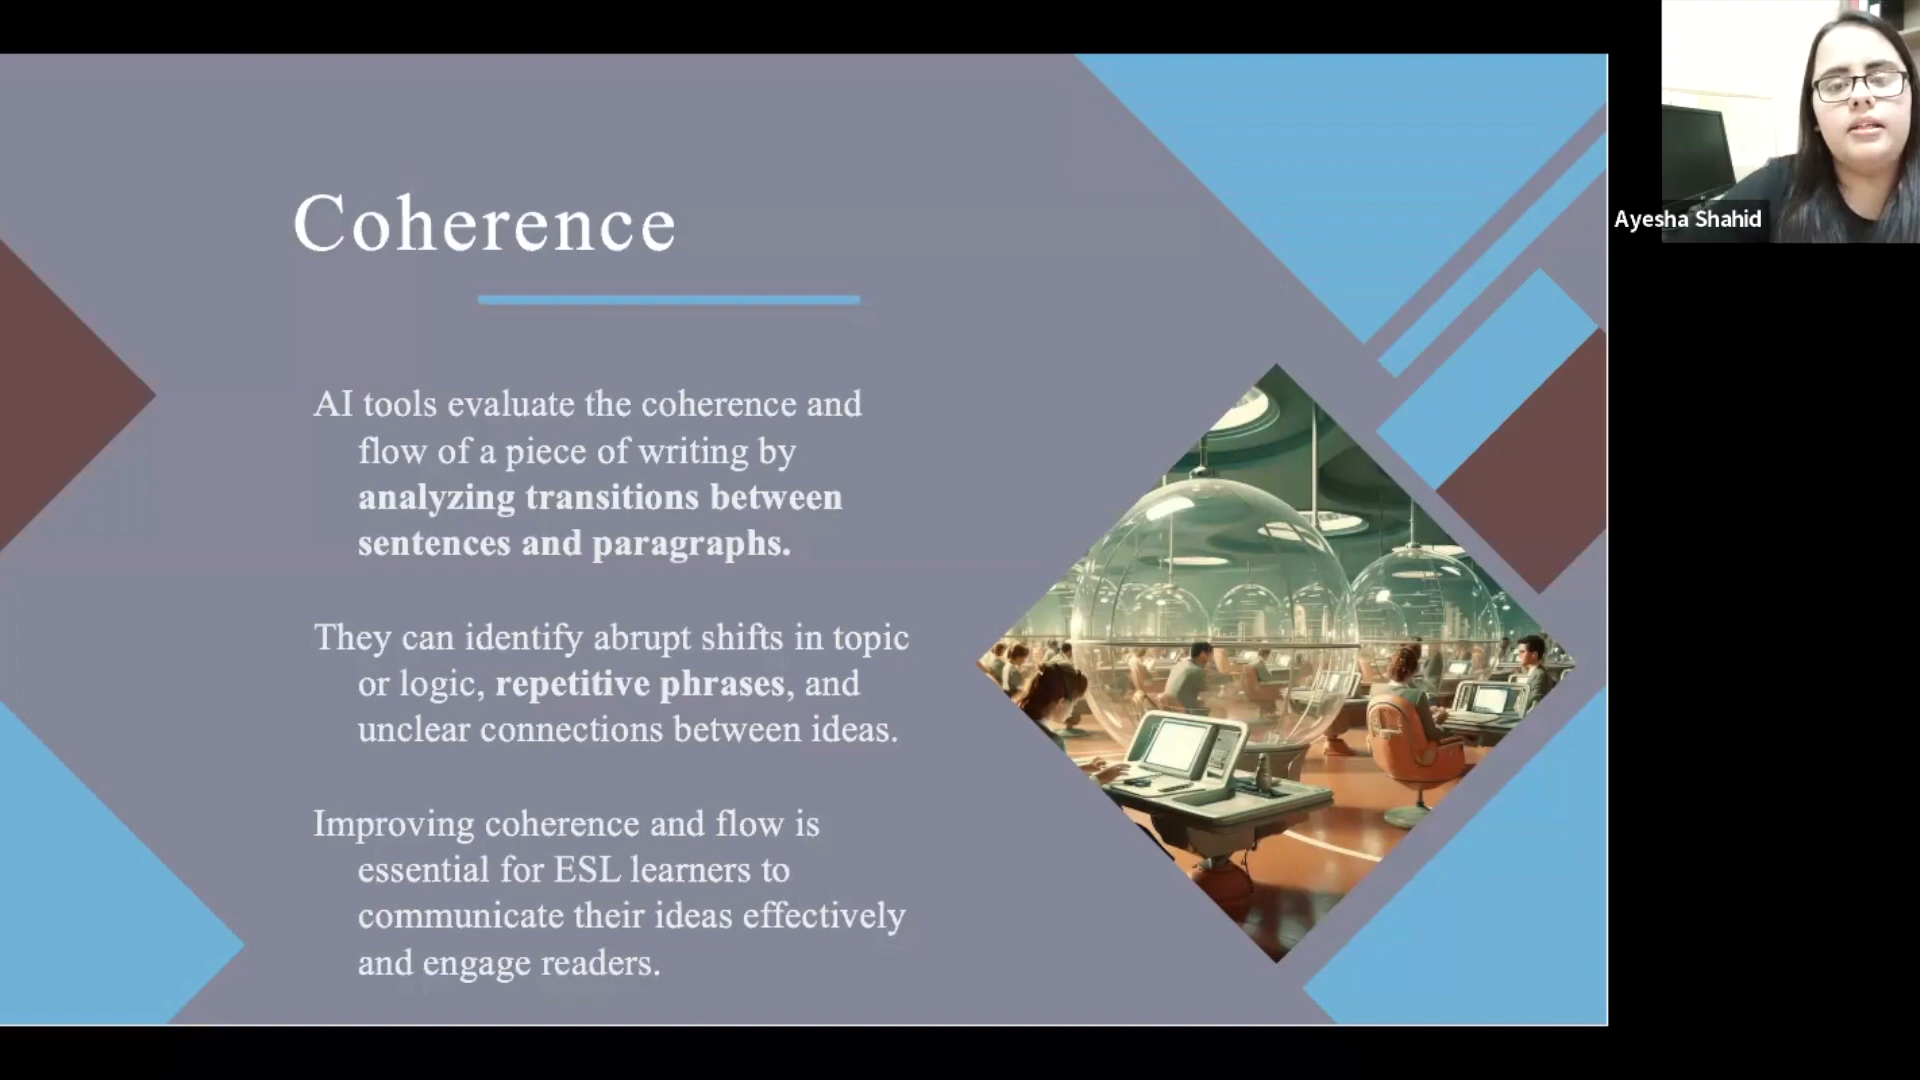 Coherence
AI tools evaluate the coherence and
flow of a piece of writing by
analyzing transitions between
sentences and paragraphs.
They can identify abrupt shifts in topic
or logic, repetitive phrases, and
unclear connections between ideas.
Improving coherence and flow is
essential for ESL learners to
communicate their ideas effectively
and engage readers.
Ayesha Shahid